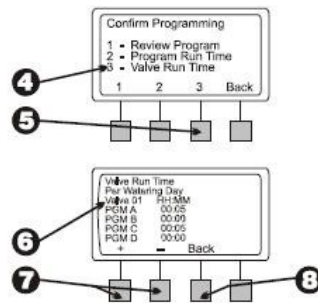 Confirm Programming
1 - Review Program
2 - Program Run Time
3 - Valve Run Time
1 2 3 Back
4
5
Valve Run Time
Per Watering Day
Valve 01 HH:MM
PGM A 00:05
PGM B 00:00
PGM C 00:05
PGM D 00:00
+ - Back
6
7
8